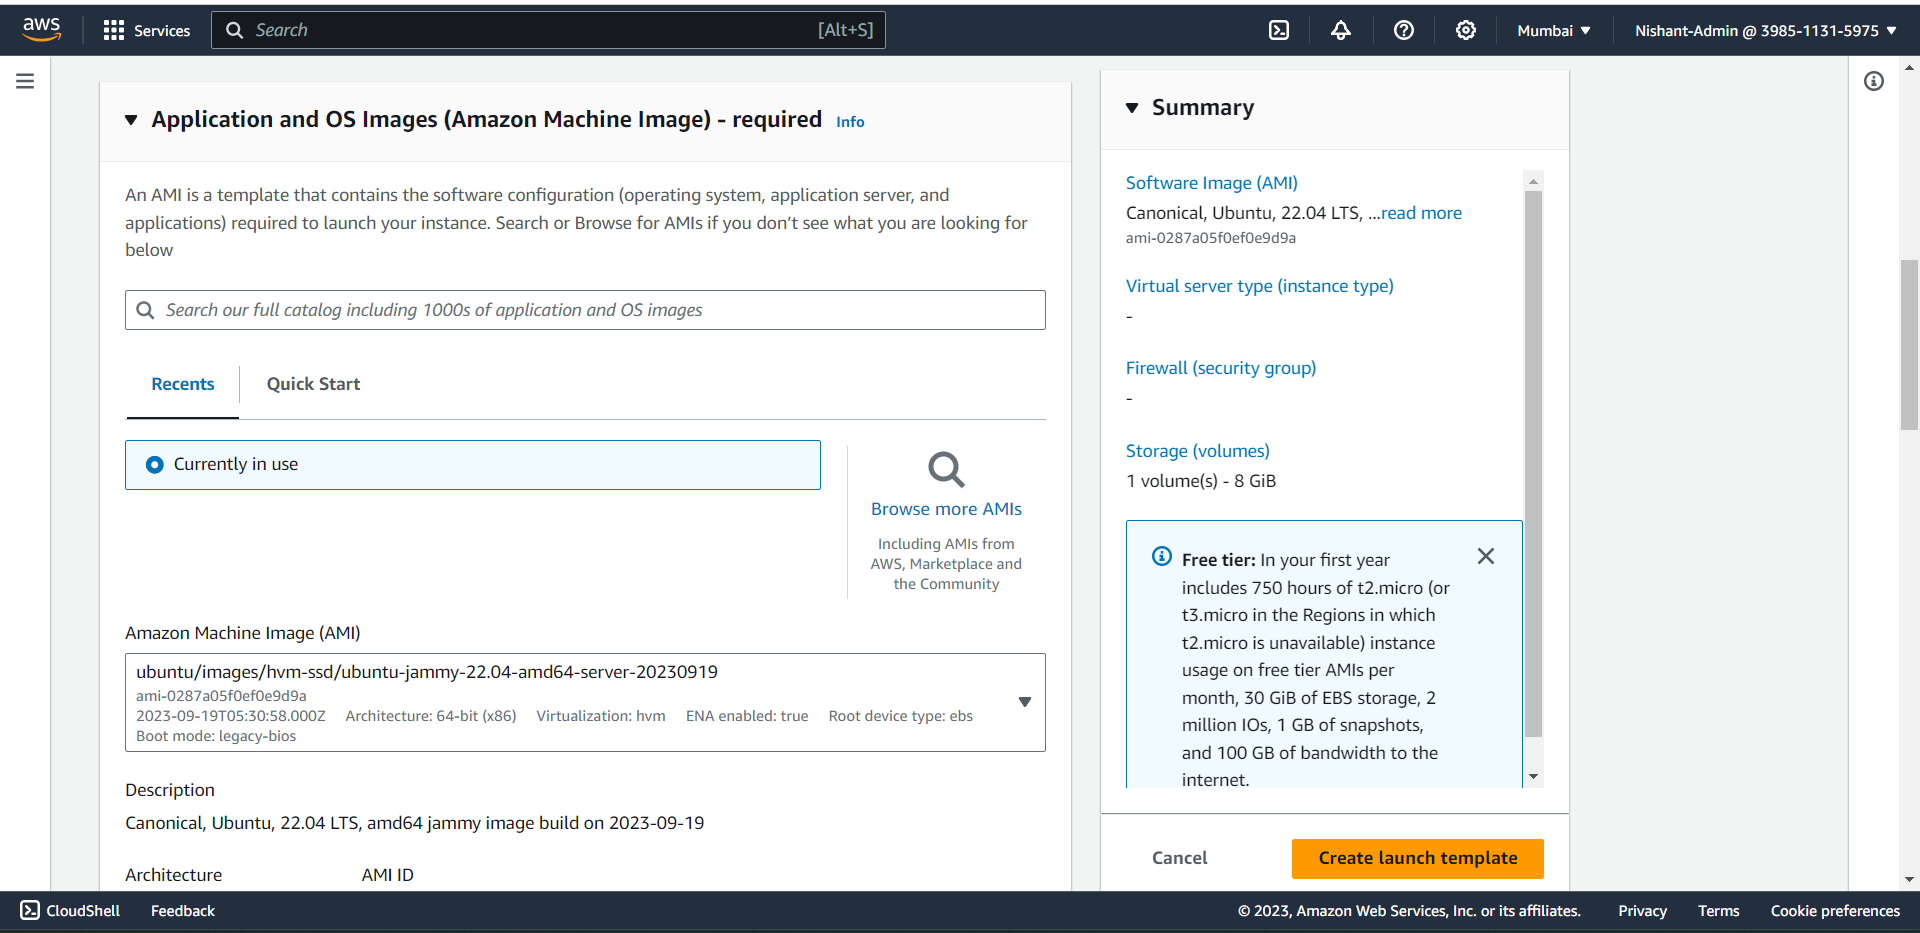 aws
Services
Search
[Alt+S]
Mumbai
Nishant-Admin @ 3985-1131-5975
Application and OS Images (Amazon Machine Image) - required Info
An AMI is a template that contains the software configuration (operating system, application server, and
applications) required to launch your instance. Search or Browse for AMIs if you don’t see what you are looking for
below
Search our full catalog including 1000s of application and OS images
Recents
Quick Start
Currently in use
Browse more AMIs
Including AMIs from
AWS, Marketplace and
the Community
Amazon Machine Image (AMI)
ubuntu/images/hvm-ssd/ubuntu-jammy-22.04-amd64-server-20230919
ami-0287a05f0ef0e9d9a
2023-09-19T05:30:58.000Z Architecture: 64-bit (x86) Virtualization: hvm ENA enabled: true Root device type: ebs
Boot mode: legacy-bios
Description
Canonical, Ubuntu, 22.04 LTS, amd64 jammy image build on 2023-09-19
Architecture
AMI ID
Summary
Software Image (AMI)
Canonical, Ubuntu, 22.04 LTS, ...read more
ami-0287a05f0ef0e9d9a
Virtual server type (instance type)
-
Firewall (security group)
-
Storage (volumes)
1 volume(s) - 8 GiB
Free tier: In your first year
includes 750 hours of t2.micro (or
t3.micro in the Regions in which
t2.micro is unavailable) instance
usage on free tier AMIs per
month, 30 GiB of EBS storage, 2
million IOs, 1 GB of snapshots,
and 100 GB of bandwidth to the
internet.
Cancel
Create launch template
CloudShell
Feedback
© 2023, Amazon Web Services, Inc. or its affiliates.
Privacy
Terms
Cookie preferences